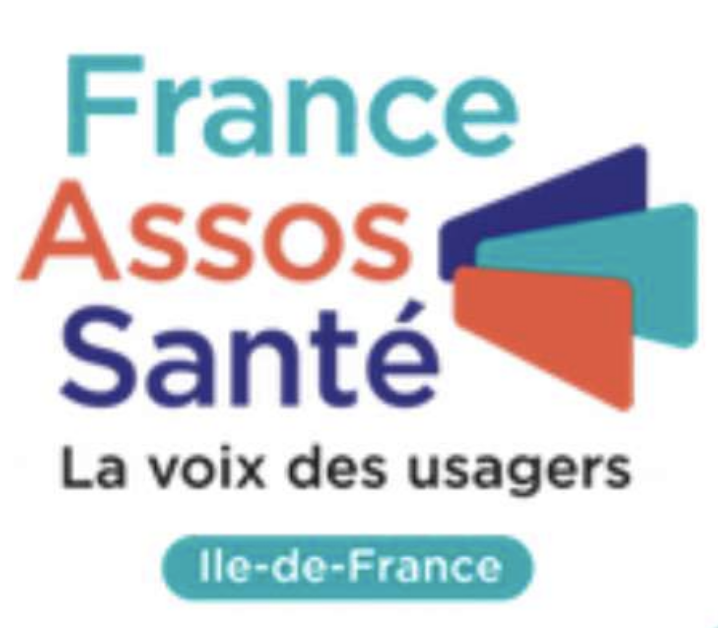 France
Assos
Santé
La voix des usagers
Ile-de-France